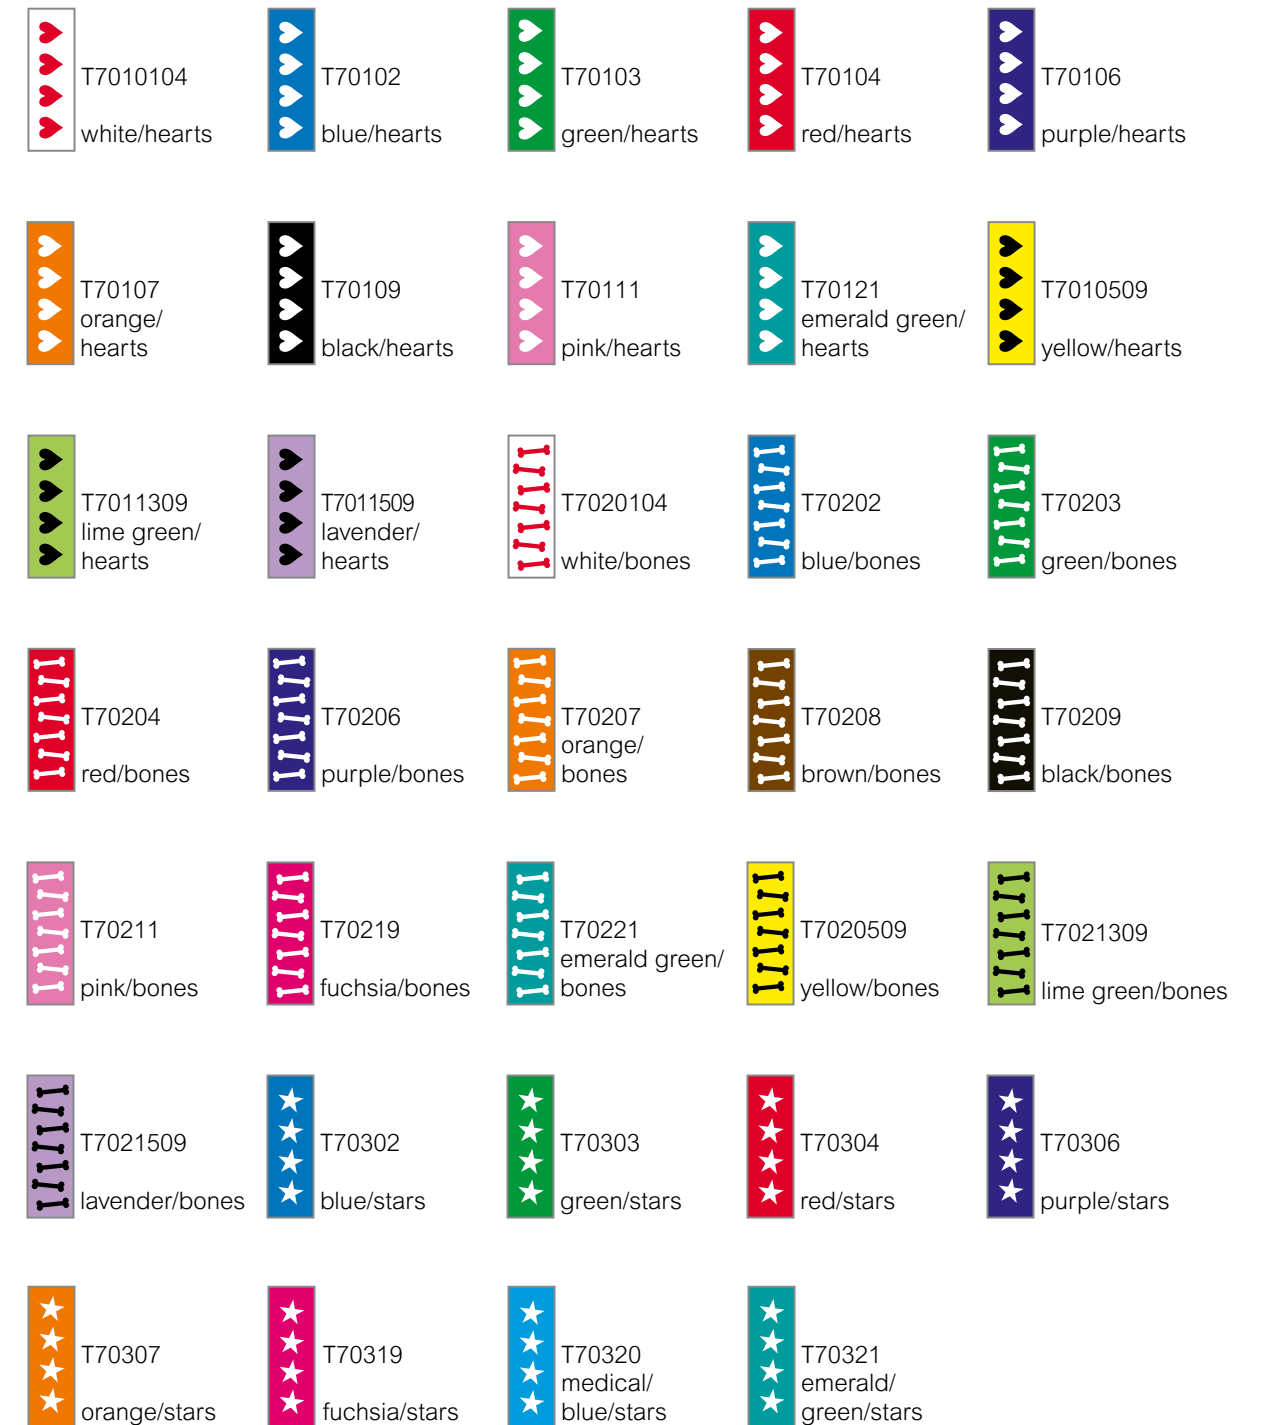 T7010104
white/hearts
T70102
blue/hearts
T70103
green/hearts
T70104
red/hearts
T70106
purple/hearts
T70107
orange/
hearts
T70109
black/hearts
T70111
pink/hearts
T70121
emerald green/
hearts
T7010509
yellow/hearts
T7011309
lime green/
hearts
T7011509
lavender/
hearts
T7020104
white/bones
T70202
blue/bones
T70203
green/bones
T70204
red/bones
T70206
purple/bones
T70207
orange/
bones
T70208
brown/bones
T70209
black/bones
T70211
pink/bones
T70219
fuchsia/bones
T70221
emerald green/
bones
T7020509
yellow/bones
T7021309
lime green/bones
T7021509
lavender/bones
T70302
blue/stars
T70303
green/stars
T70304
red/stars
T70306
purple/stars
T70307
orange/stars
T70319
fuchsia/stars
T70320
medical/
blue/stars
T70321
emerald/
green/stars